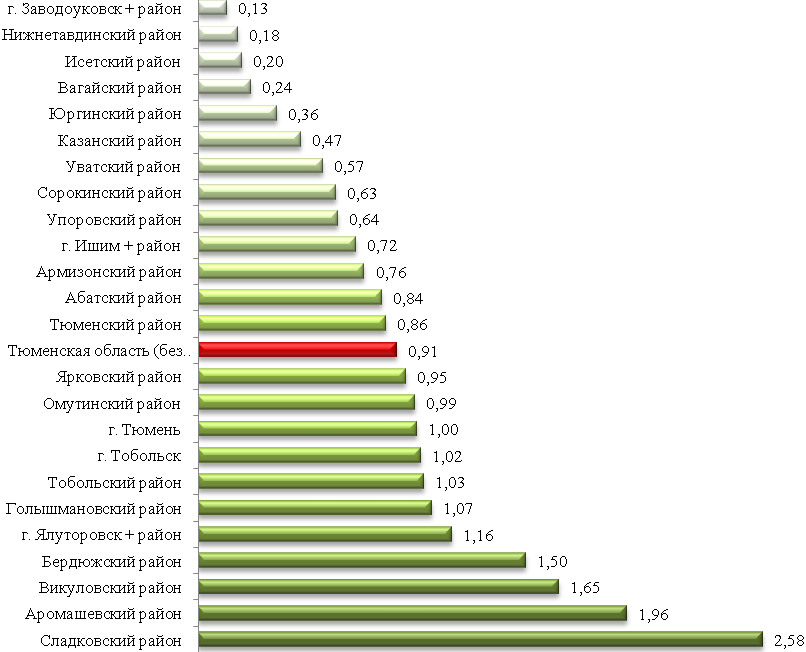 г. Заводоуковск + район 0,13
Нижнетавдинский район 0,18
Исетский район 0,20
Вагайский район 0,24
Юргинский район 0,36
Казанский район 0,47
Уватский район 0,57
Сорокинский район 0,63
Упоровский район 0,64
г. Ишим + район 0,72
Армизонский район 0,76
Абатский район 0,84
Тюменский район 0,86
Тюменская область (без.. 0,91
Ярковский район 0,95
Омутинский район 0,99
г. Тюмень 1,00
г. Тобольск 1,02
Тобольский район 1,03
Голышмановский район 1,07
г. Ялуторовск + район 1,16
Бердюжский район 1,50
Викуловский район 1,65
Аромашевский район 1,96
Сладковский район 2,58